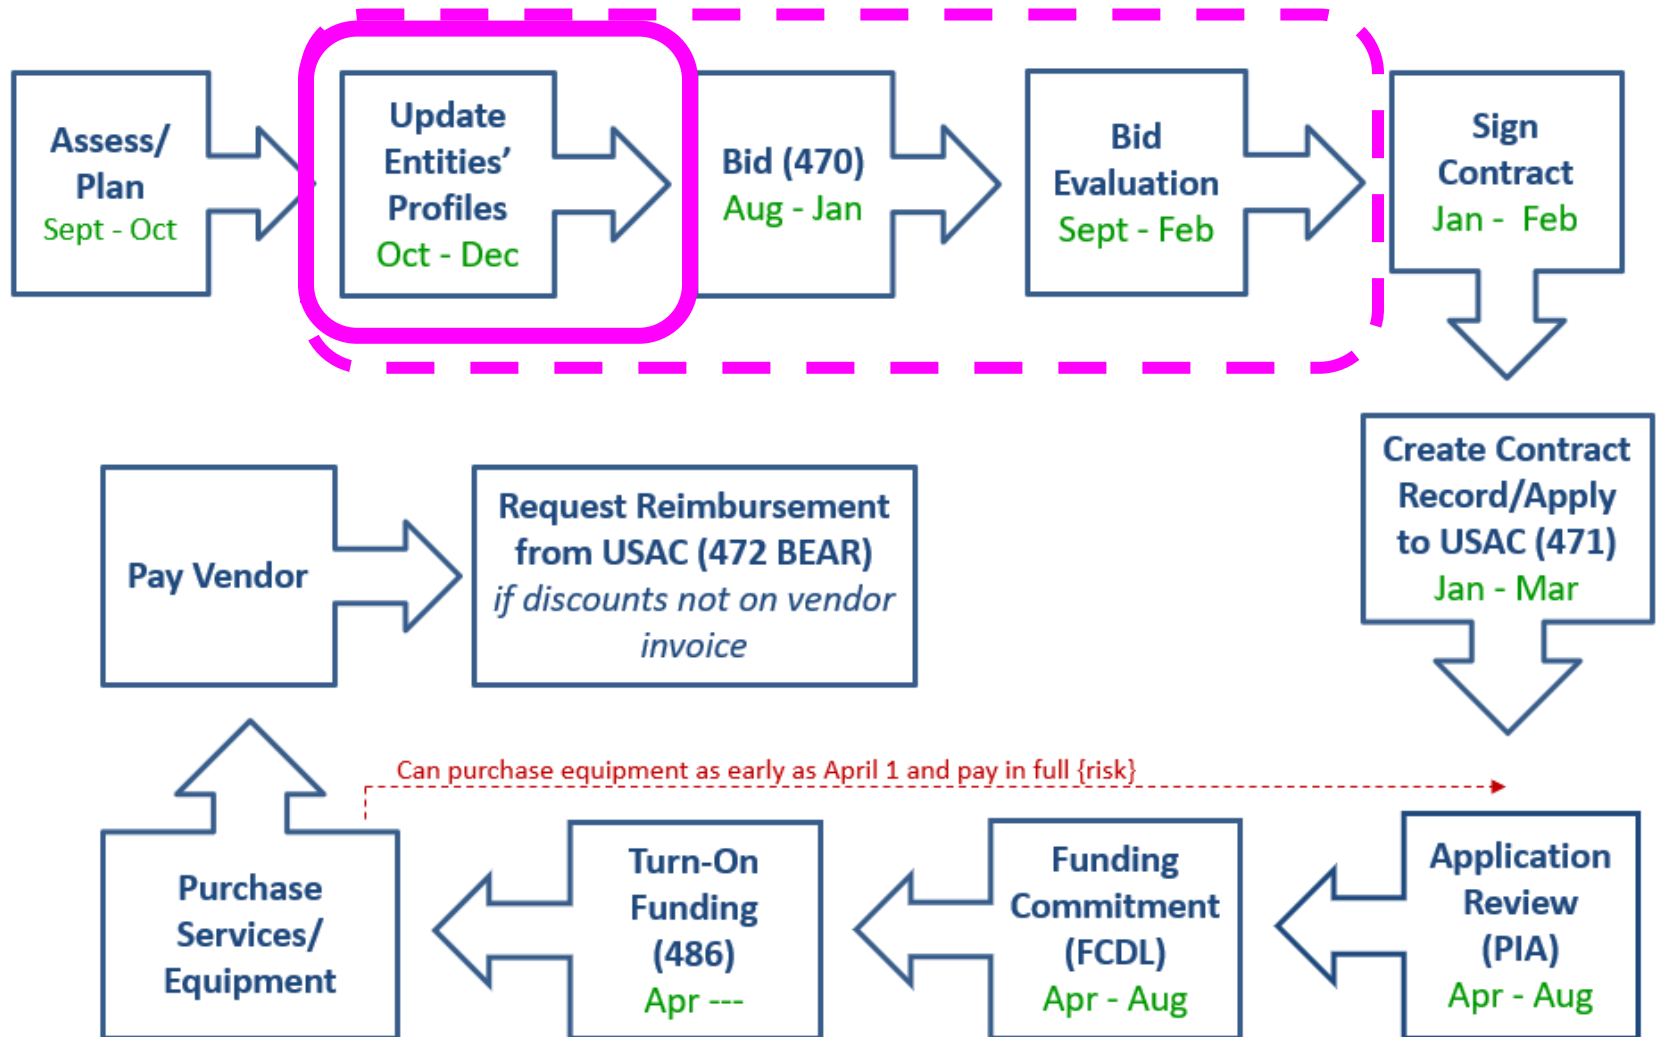 Assess/
Plan
Sept - Oct
Update
Entities’
Profiles
Oct - Dec
Bid (470)
Aug - Jan
Bid
Evaluation
Sept - Feb
Sign
Contract
Jan -  Feb
Create Contract
Record/Apply
to USAC (471)
Jan - Mar
Application
Review
(PIA)
Apr - Aug
Funding
Commitment
(FCDL)
Apr - Aug
Turn-On
Funding
(486)
Apr ---
Can purchase equipment as early as April 1 and pay in full {risk}
Purchase
Services/
Equipment
Pay Vendor
Request Reimbursement
from USAC (472 BEAR)
if discounts not on vendor
invoice